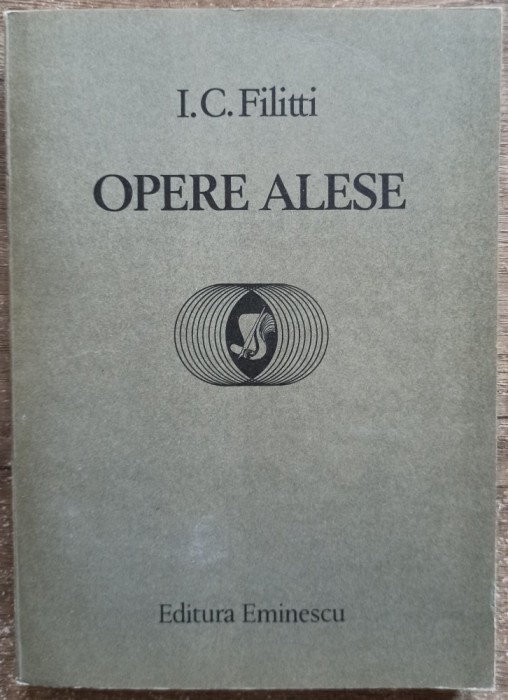 I.C. Filitti
OPERE ALESE
Editura Eminescu